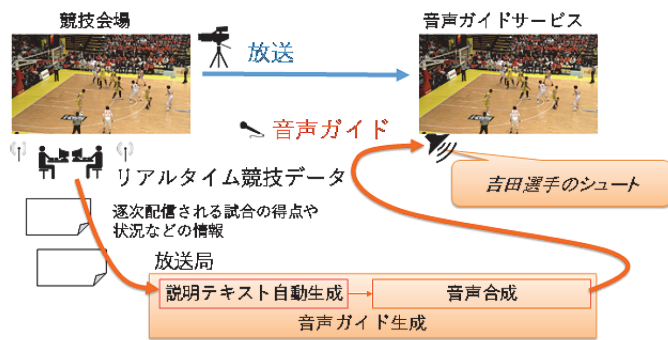 競技会場
音声ガイドサービス
放送
音声ガイド
リアルタイム競技データ
吉田選手のシュート
逐次配信される試合の得点や
状況などの情報
放送局
説明テキスト自動生成
音声合成
音声ガイド生成